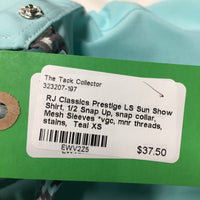 The Tack Collector
323207-197
RJ Classics Prestige LS Sun Show
Shirt, 1/2 Snap Up, snap collar,
Mesh Sleeves *vgc, mnr threads,
stains, Teal XS
EWV2Z5
$37.50